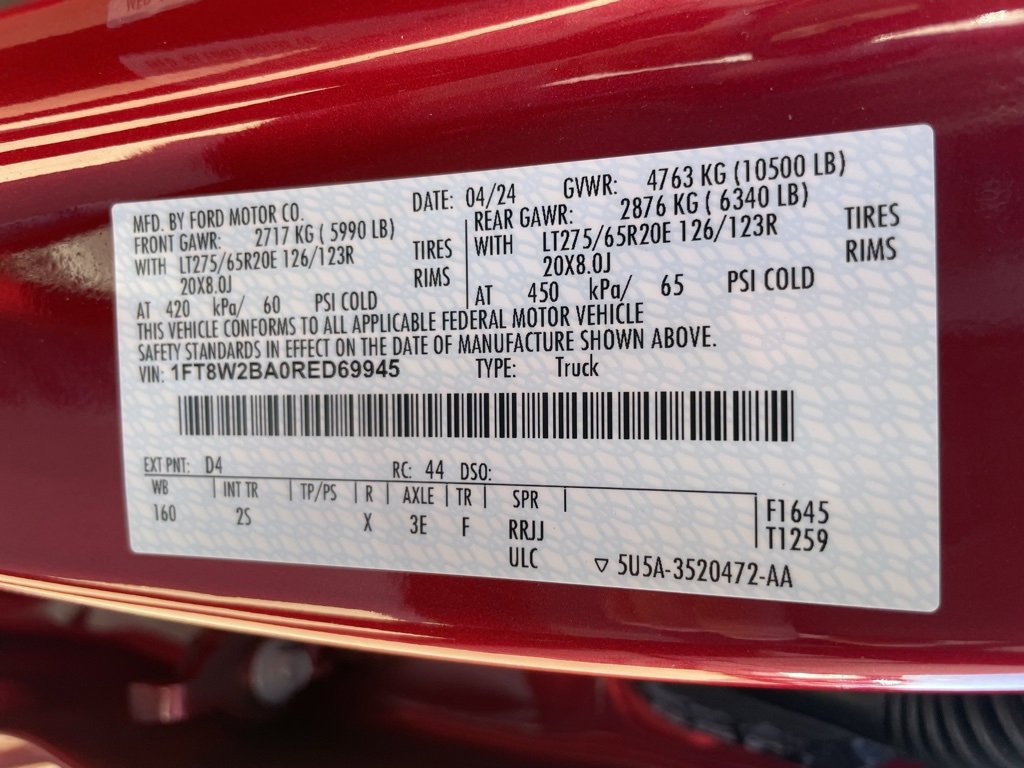 MFD. BY FORD MOTOR CO.
DATE: 04/24 GVWR: 4763 KG (10500 LB)
FRONT GAWR: 2717 KG ( 5990 LB)
WITH LT275/65R20E 126/123R TIRES
20X8.0J RIMS
AT 420 kPa/ 60 PSI COLD
REAR GAWR: 2876 KG ( 6340 LB)
WITH LT275/65R20E 126/123R TIRES
20X8.0J RIMS
AT 450 kPa/ 65 PSI COLD
THIS VEHICLE CONFORMS TO ALL APPLICABLE FEDERAL MOTOR VEHICLE
SAFETY STANDARDS IN EFFECT ON THE DATE OF MANUFACTURE SHOWN ABOVE.
VIN: 1FT8W2BA0RED69945 TYPE: Truck
EXT PNT: D4 RC: 44 DSO:
WB INT TR TP/PS R AXLE TR SPR
160 2S X 3E F RRJJ
ULC
F1645
T1259
▽ 5U5A-3520472-AA